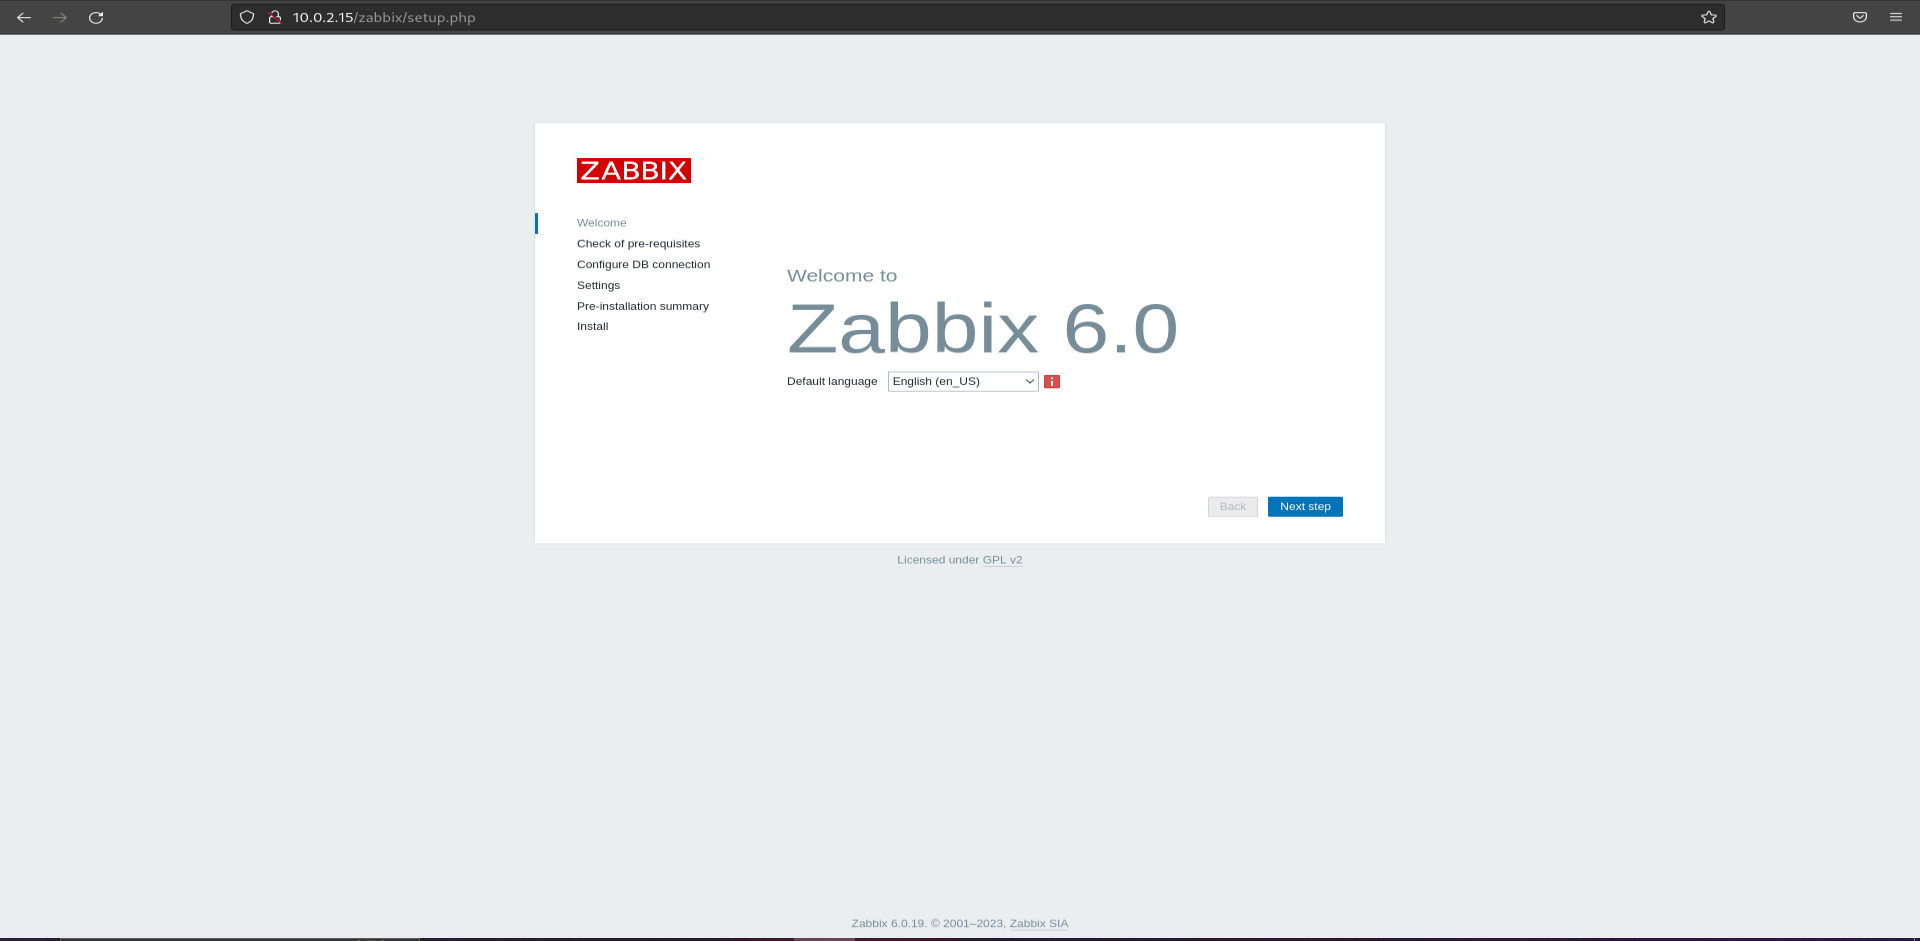 10.0.2.15/zabbix/setup.php
ZABBIX
Welcome
Check of pre-requisites
Configure DB connection
Settings
Pre-installation summary
Install
Welcome to
Zabbix 6.0
Default language English (en_US)
Back Next step
Licensed under GPL v2
Zabbix 6.0.19. © 2001–2023, Zabbix SIA